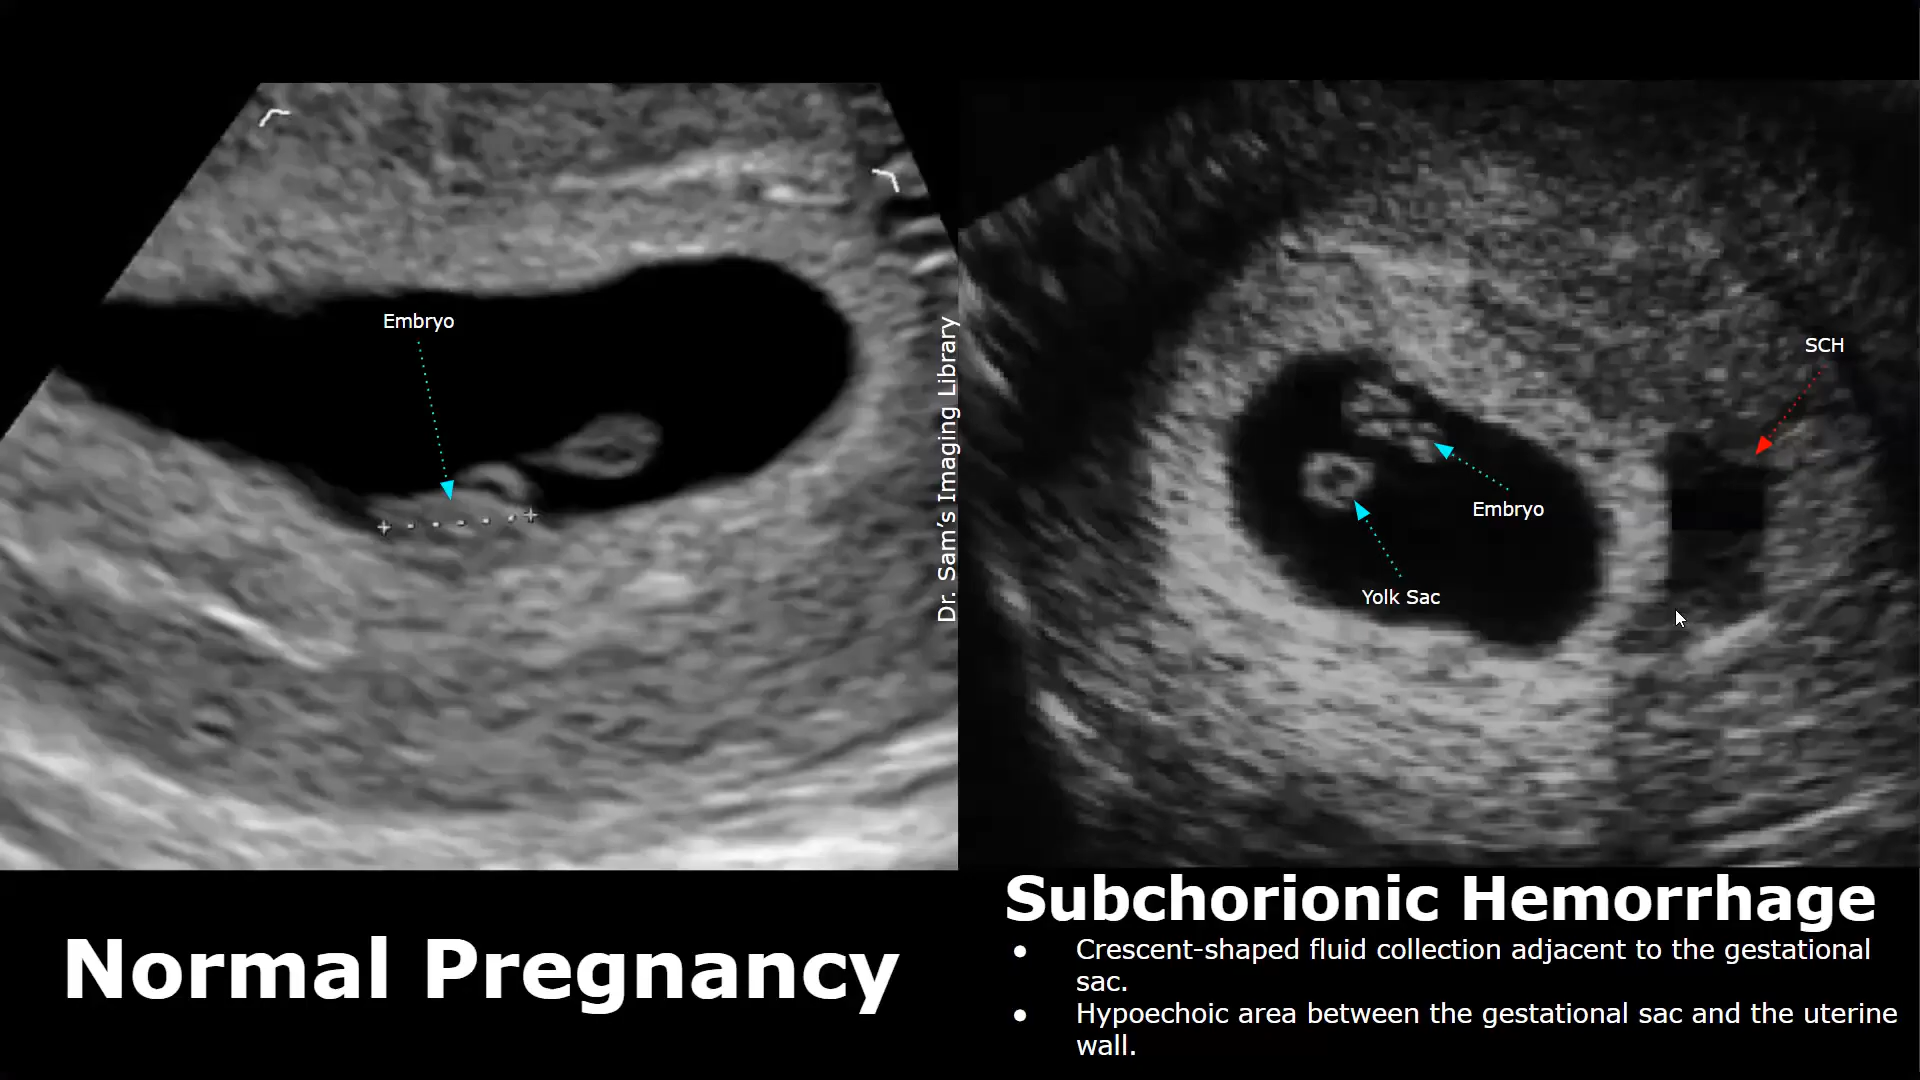 Embryo
Dr. Sam's Imaging Library
SCH
Embryo
Yolk Sac
Normal Pregnancy
Subchorionic Hemorrhage
● Crescent-shaped fluid collection adjacent to the gestational
sac.
● Hypoechoic area between the gestational sac and the uterine
wall.